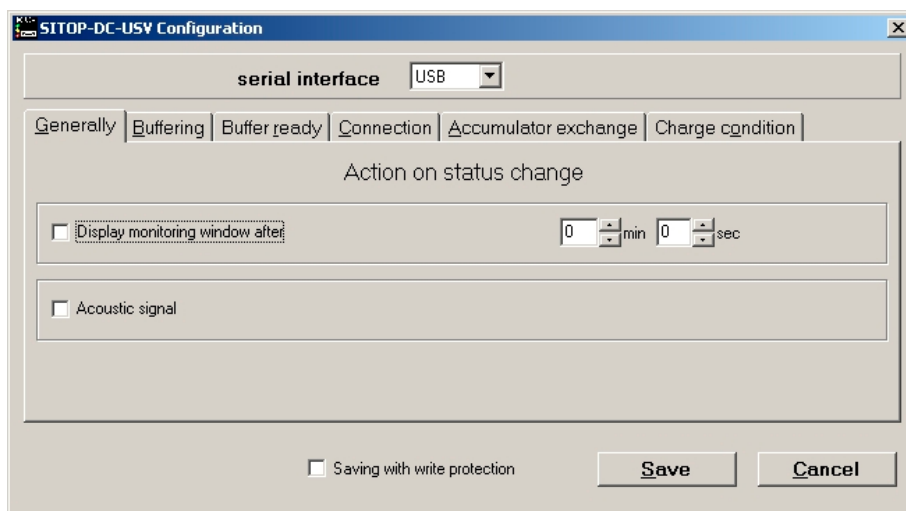 SITOP-DC-USV Configuration
serial interface USB
Generally Buffering Buffer ready Connection Accumulator exchange Charge condition
Action on status change
Display monitoring window after 0 min 0 sec
Acoustic signal
Saving with write protection Save Cancel